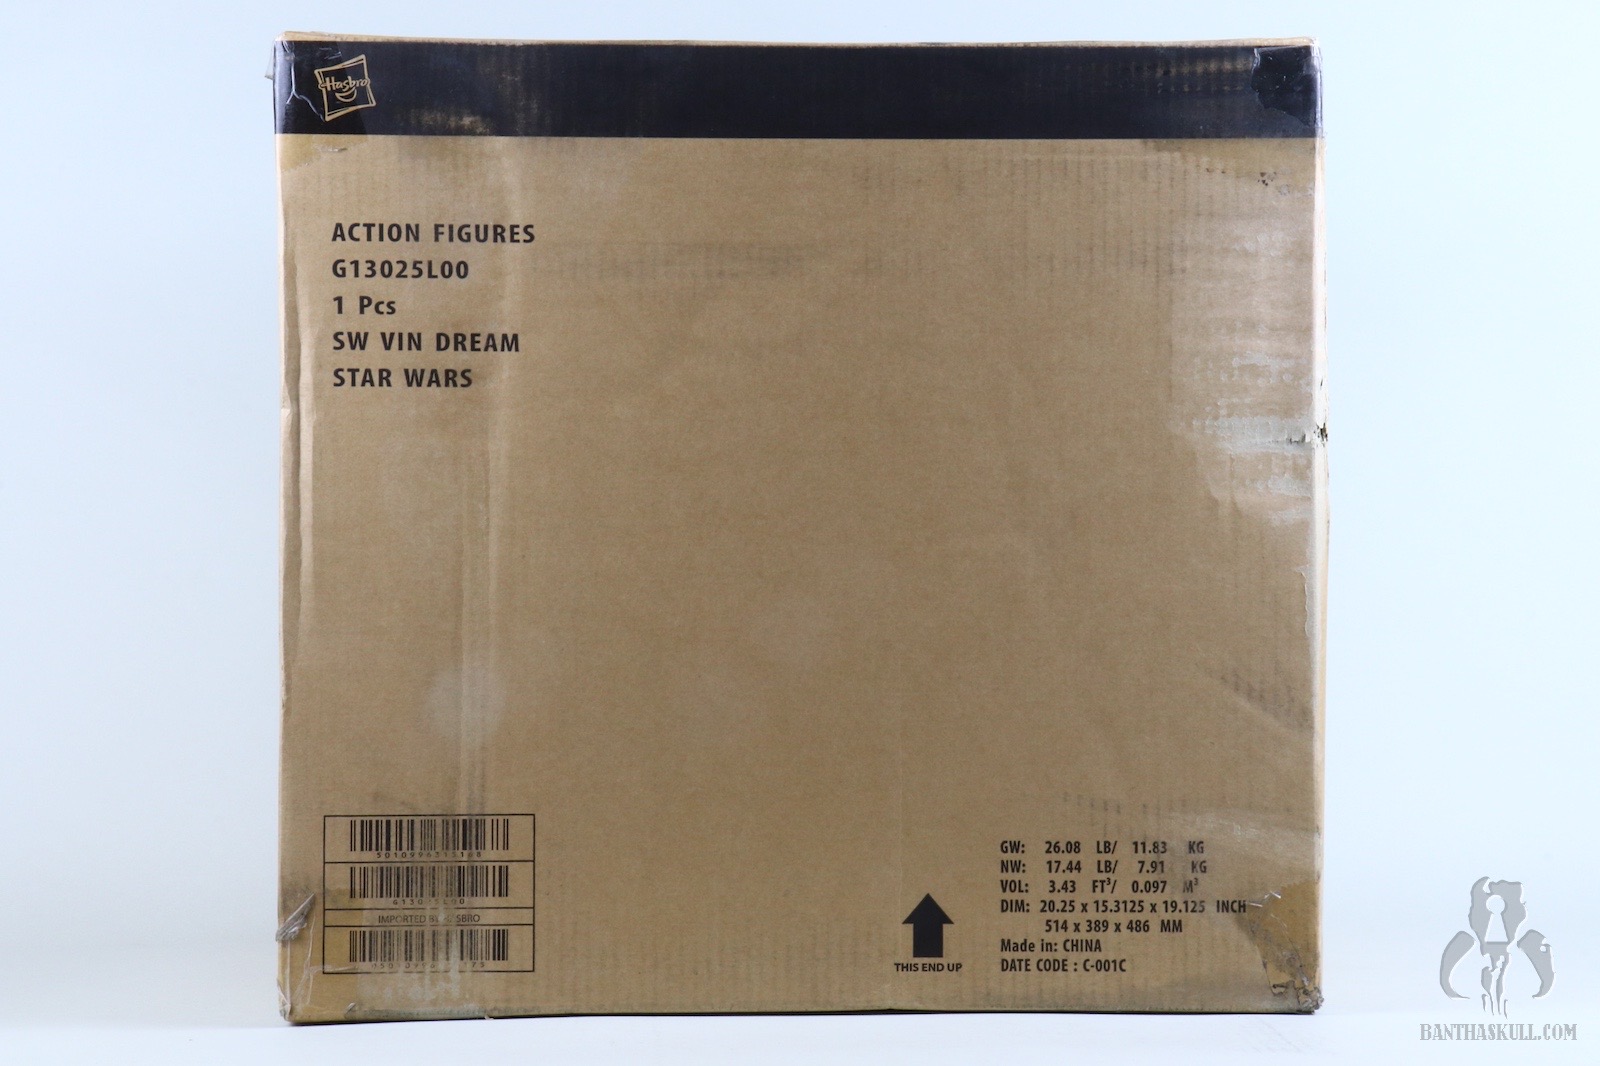 Hasbro
ACTION FIGURES
G13025L00
1 Pcs
SW VIN DREAM
STAR WARS
IMPORTED BY
THIS END UP
GW: 26.08 LB/ 11.83 KG
NW: 17.44 LB/ 7.91 KG
VOL: 3.43 FT³/ 0.097 M³
DIM: 20.25 x 15.3125 x 19.125 INCH
514 x 389 x 486 MM
Made in: CHINA
DATE CODE : C-001C
BANTHASKULL.COM